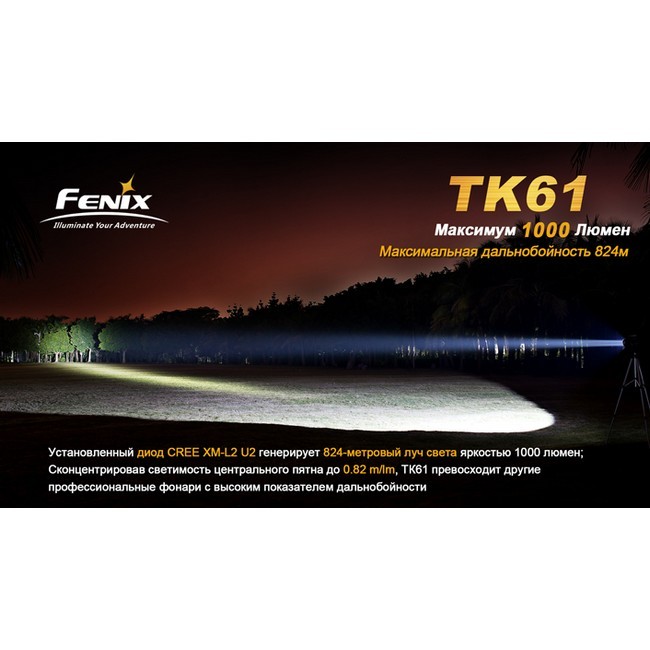 FENIX
Illuminate Your Adventure
TK61
Максимум 1000 Люмен
Максимальная дальнобойность 824м
Установленный диод CREE XM-L2 U2 генерирует 824-метровый луч света яркостью 1000 люмен;
Сконцентрировав светимость центрального пятна до 0.82 m/lm, ТК61 превосходит другие
профессиональные фонари с высоким показателем дальнобойности